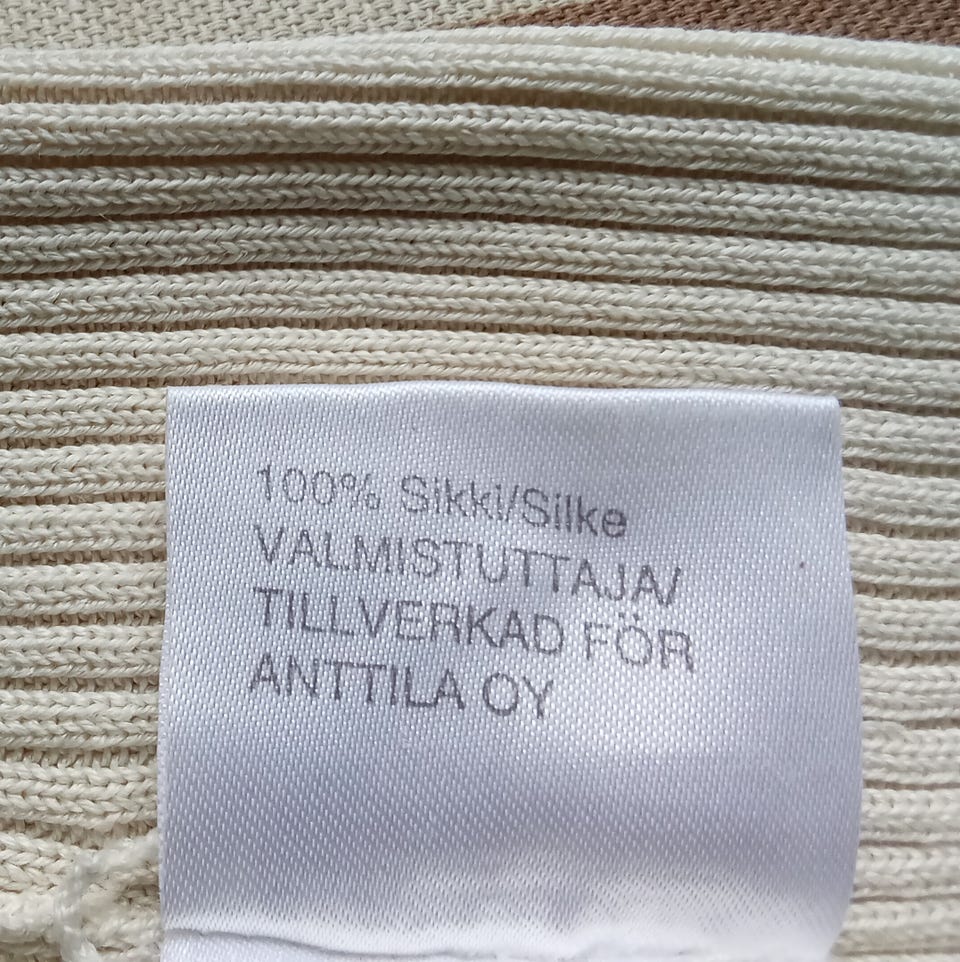 100% Sikki/Silke
VALMISTUTTAJA/
TILLVERKAD FÖR
ANTTILA OY